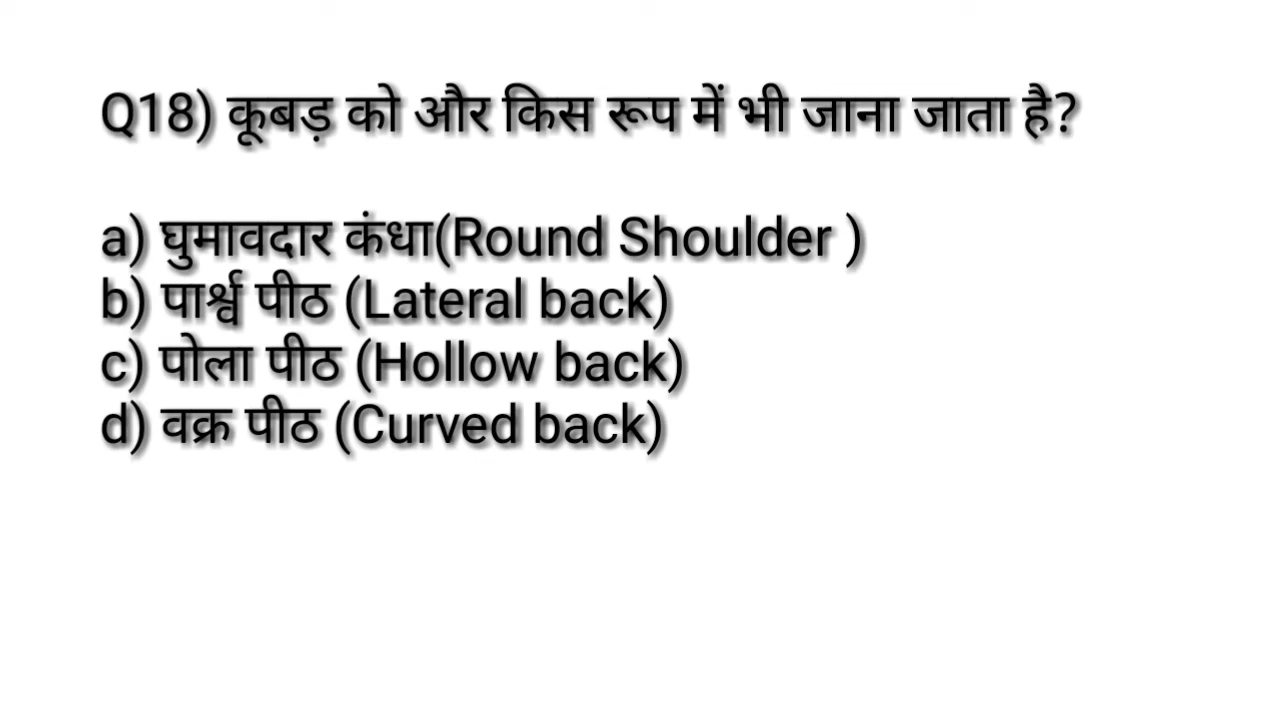 Q18) कूबड़ को और किस रूप में भी जाना जाता है?
a) घुमावदार कंधा(Round Shoulder )
b) पार्श्व पीठ (Lateral back)
c) पोला पीठ (Hollow back)
d) वक्र पीठ (Curved back)